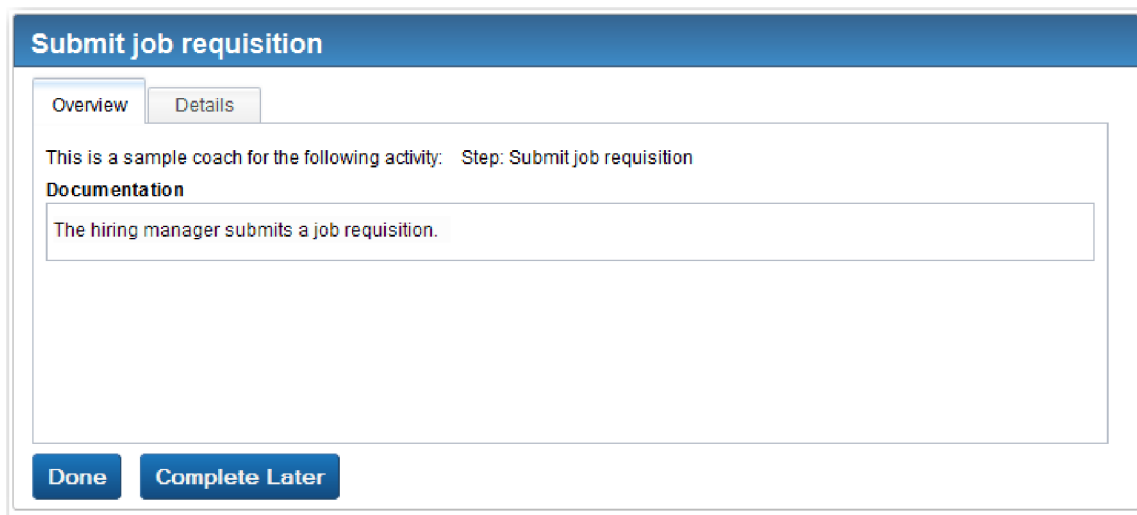 Submit job requisition
Overview Details
This is a sample coach for the following activity: Step: Submit job requisition
Documentation
The hiring manager submits a job requisition.
Done Complete Later